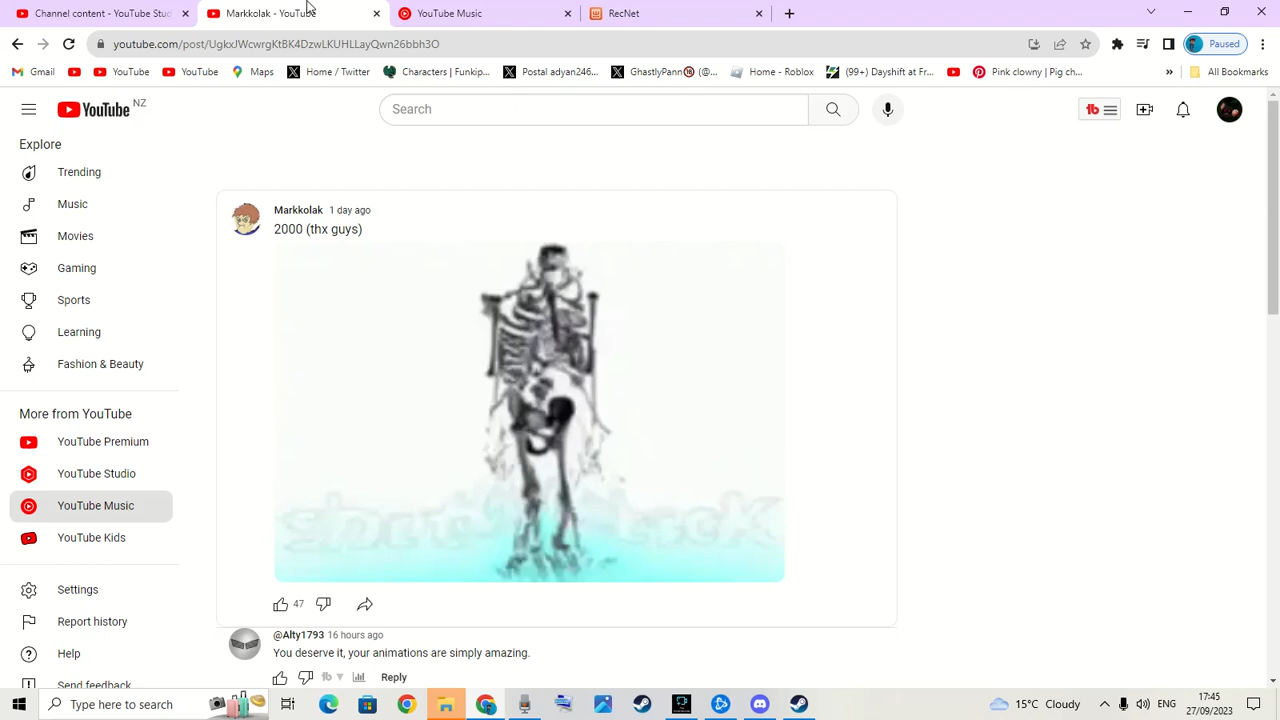 Channel content - YouTube Stud
Markkolak - YouTube
YouTube Music
RecNet
youtube.com/post/UgkxJWcwrgKtBK4DzwLKUHLLayQwn26bbh3O
Paused
Gmail
YouTube
YouTube
Maps
Home / Twitter
Characters | Funkip...
Postal adyan246...
GhastlyPann🔞 (@...
Home - Roblox
(99+) Dayshift at Fr...
Pink clowny | Pig ch...
»
All Bookmarks
YouTube NZ
Search
tb
Explore
Trending
Music
Movies
Gaming
Sports
Learning
Fashion & Beauty
More from YouTube
YouTube Premium
YouTube Studio
YouTube Music
YouTube Kids
Settings
Report history
Help
Send feedback
Markkolak 1 day ago
2000 (thx guys)
47
@Alty1793 16 hours ago
You deserve it, your animations are simply amazing.
tb
Reply
Type here to search
15°C Cloudy
ENG
17:45
27/09/2023